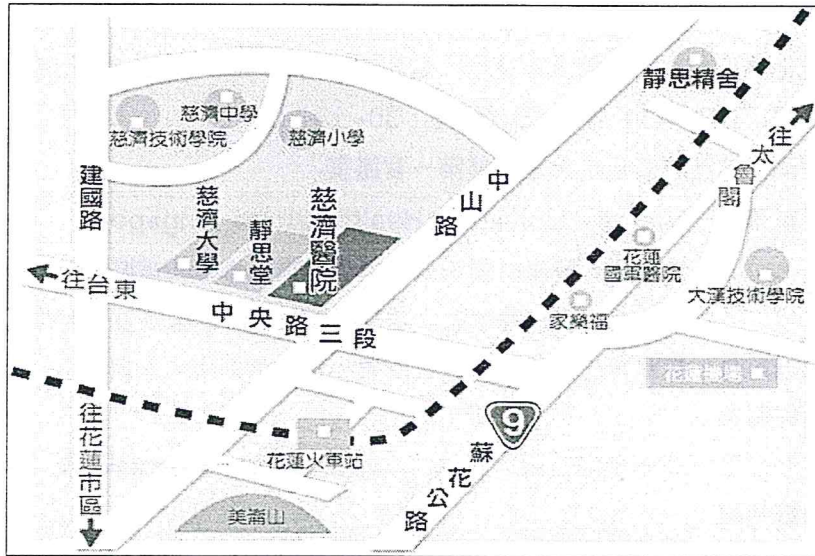 靜思精舍
往太魯閣
慈濟中學
慈濟技術學院
慈濟小學
建國路
中山路
慈濟大學
靜思堂
慈濟醫院
花蓮
國軍醫院
大漢技術學院
往台東
中央路三段
家樂福
花蓮機場
9
蘇花公路
往花蓮市區
花蓮火車站
美崙山